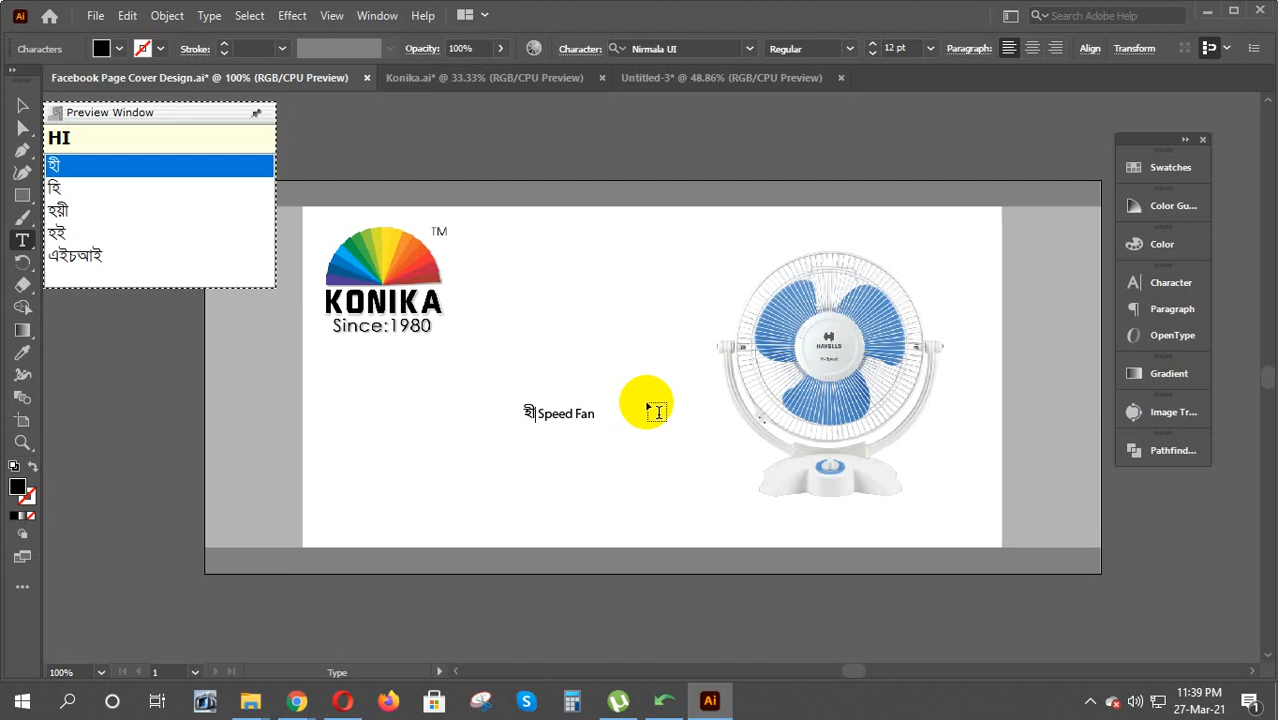 File Edit Object Type Select Effect View Window Help
Search Adobe Help
Characters
Stroke:
Opacity: 100%
Character: Nirmala UI
Regular
12 pt
Paragraph:
Align
Transform
Facebook Page Cover Design.ai* @ 100% (RGB/CPU Preview)
Konika.ai* @ 33.33% (RGB/CPU Preview)
Untitled-3* @ 48.86% (RGB/CPU Preview)
Preview Window
HI
হী
হি
হয়ী
হই
এইচআই
TM
KONIKA
Since:1980
হী Speed Fan
HAVELLS
Hi-Speed
Swatches
Color Gu...
Color
Character
Paragraph
OpenType
Gradient
Image Tr...
Pathfind...
100%
1
Type
11:39 PM
27-Mar-21
1